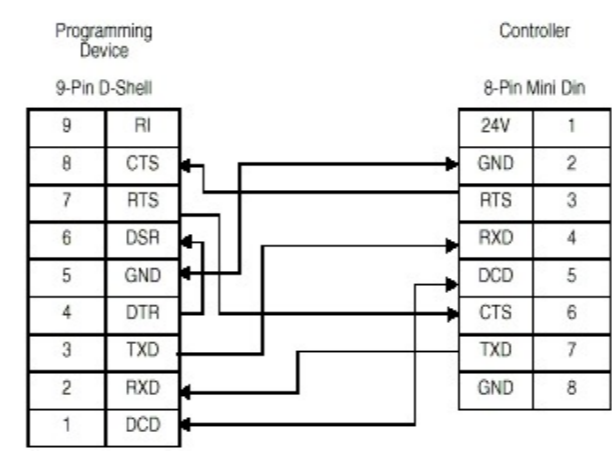 Programming
Device
Controller
9-Pin D-Shell
8-Pin Mini Din
9 RI
8 CTS
7 RTS
6 DSR
5 GND
4 DTR
3 TXD
2 RXD
1 DCD
24V 1
GND 2
RTS 3
RXD 4
DCD 5
CTS 6
TXD 7
GND 8